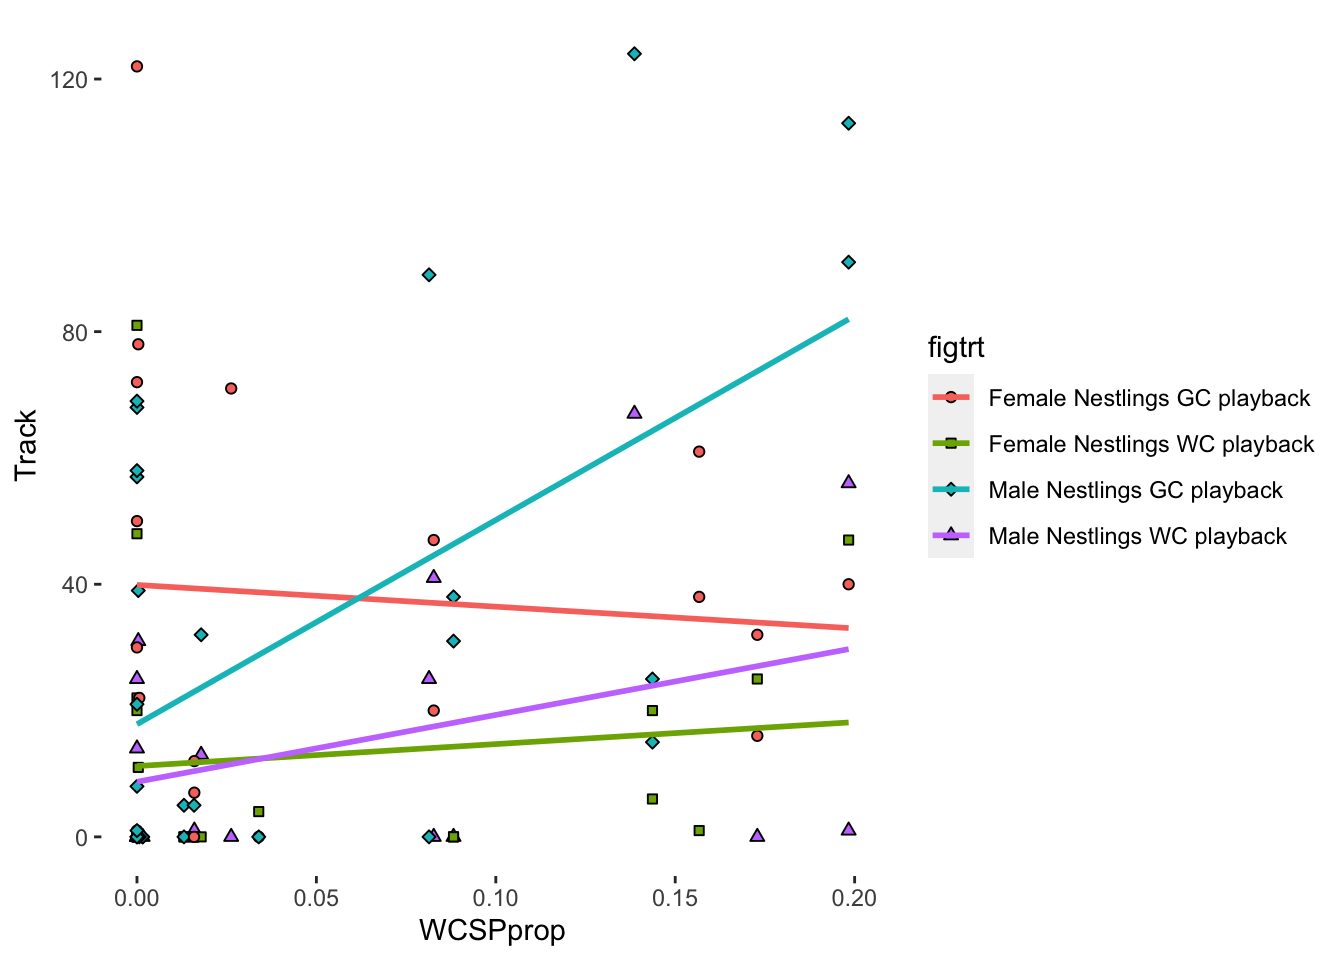 120
80
40
0
Track
0.00
0.05
0.10
0.15
0.20
WCSPprop
figtrt
Female Nestlings GC playback
Female Nestlings WC playback
Male Nestlings GC playback
Male Nestlings WC playback